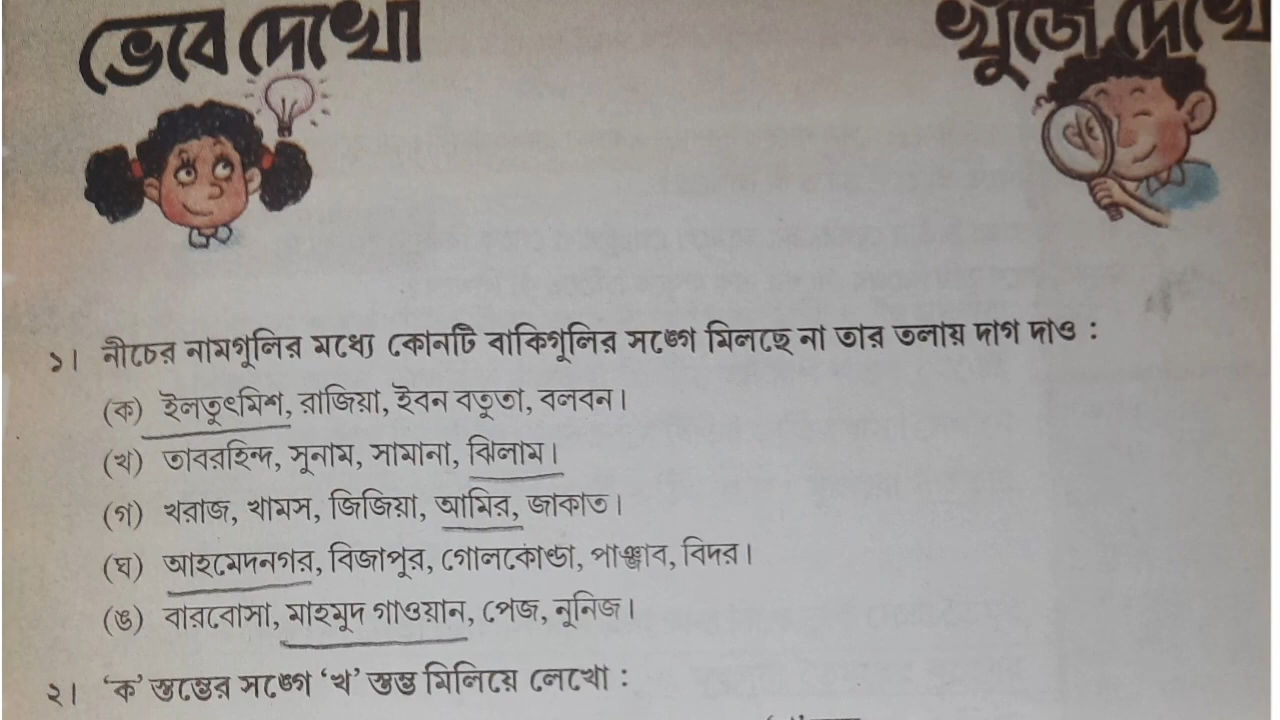 ভেবে দেখো
খুঁজে দেখো
১। নীচের নামগুলির মধ্যে কোনটি বাকিগুলির সঙ্গে মিলছে না তার তলায় দাগ দাও :
(ক) ইলতুৎমিশ, রাজিয়া, ইবন বতুতা, বলবন।
(খ) তাবরহিন্দ, সুনাম, সামানা, ঝিলাম।
(গ) খরাজ, খামস, জিজিয়া, আমির, জাকাত।
(ঘ) আহমেদনগর, বিজাপুর, গোলকোণ্ডা, পাঞ্জাব, বিদর।
(ঙ) বারবোসা, মাহমুদ গাওয়ান, পেজ, নুনিজ।
২। ‘ক’ স্তম্ভের সঙ্গে ‘খ’ স্তম্ভ মিলিয়ে লেখো :